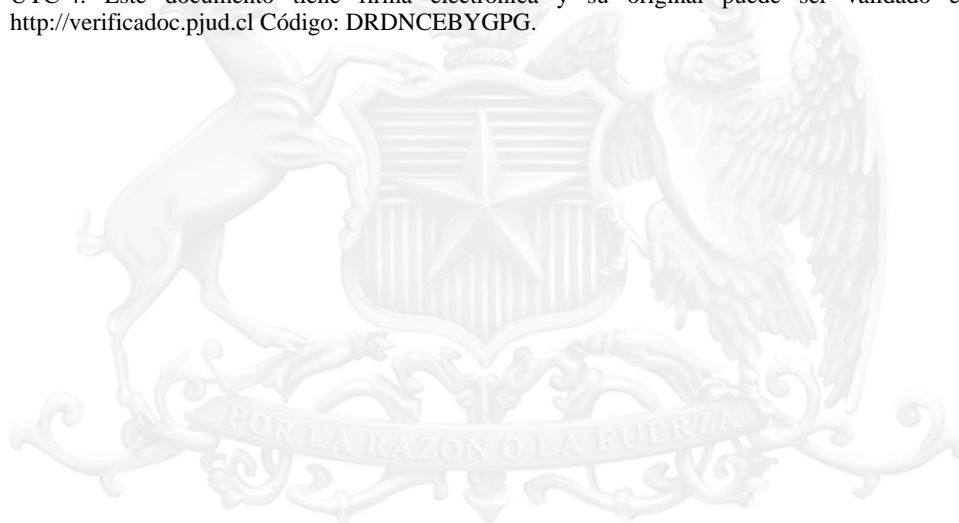 UTC-4. Este documento tiene firma electrónica y su original puede ser validado
http://verificadoc.pjud.cl Código: DRDNCEBYGPG.
POR LA RAZON O LA FUERZA